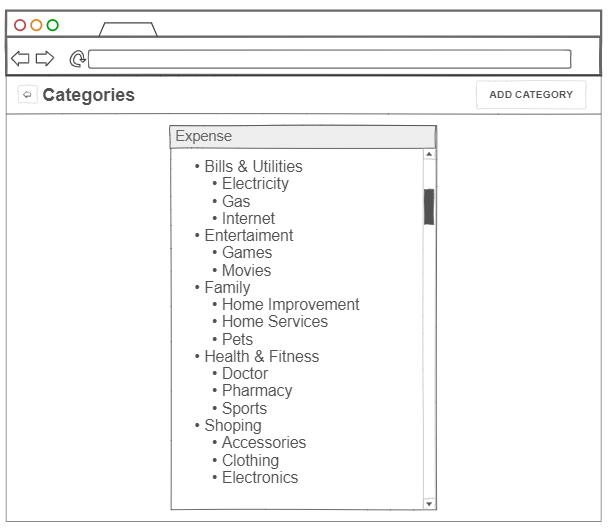 Categories
ADD CATEGORY
Expense
• Bills & Utilities
• Electricity
• Gas
• Internet
• Entertaiment
• Games
• Movies
• Family
• Home Improvement
• Home Services
• Pets
• Health & Fitness
• Doctor
• Pharmacy
• Sports
• Shoping
• Accessories
• Clothing
• Electronics